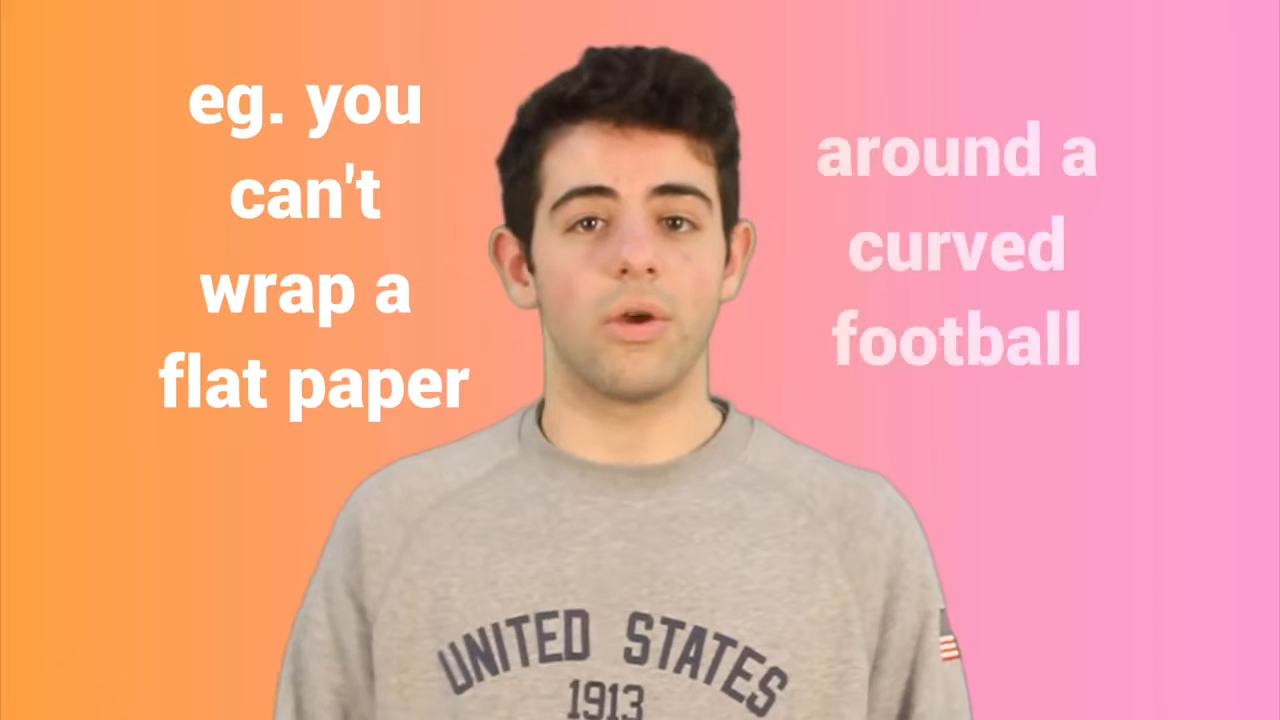 eg. you
can't
wrap a
flat paper
around a
curved
football
UNITED STATES
1913